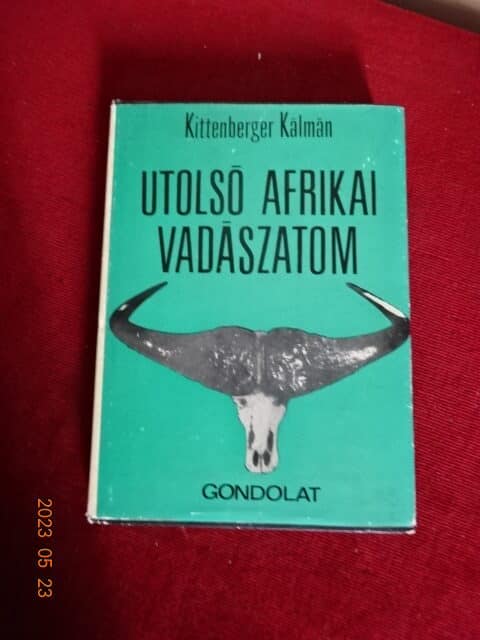 Kittenberger Kálmán
UTOLSÓ AFRIKAI
VADÁSZATOM
GONDOLAT
2023 05 23